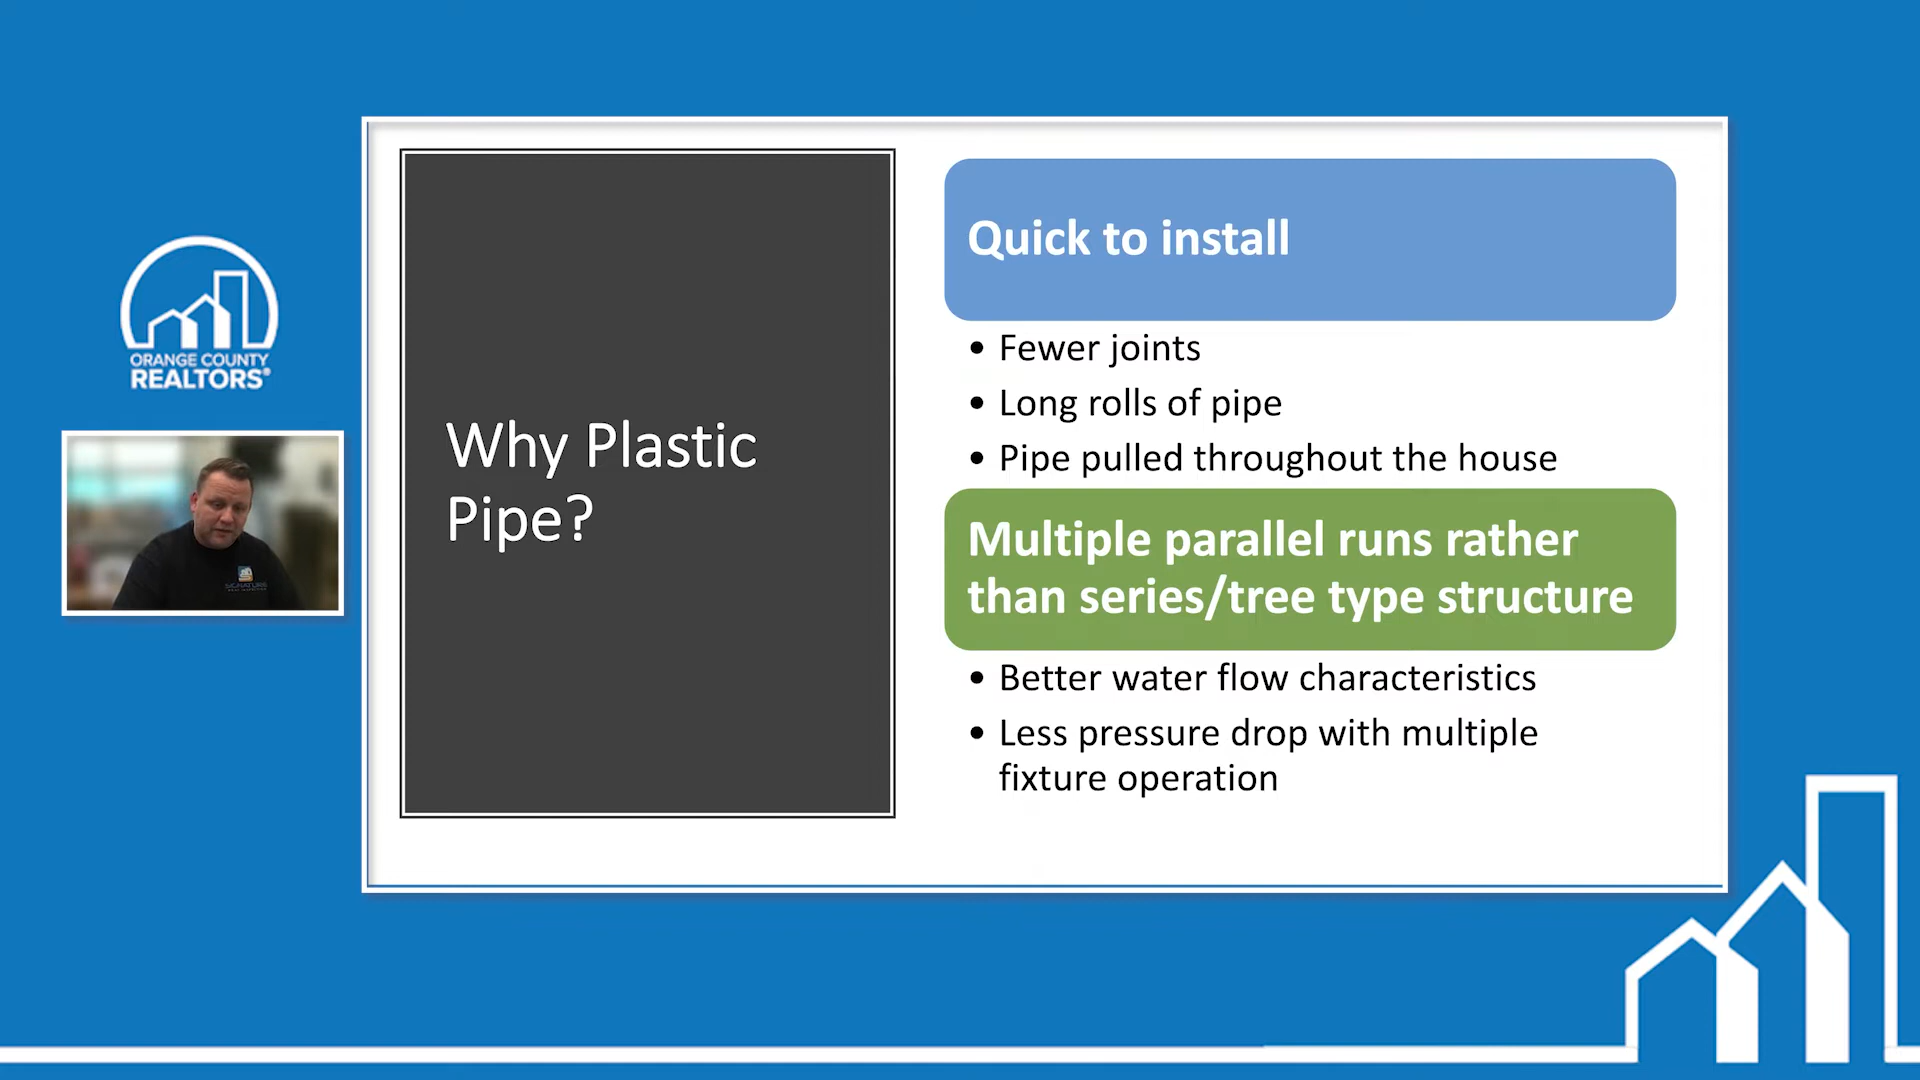 ORANGE COUNTY
REALTORS®
SIGNATURE
Why Plastic
Pipe?
Quick to install
• Fewer joints
• Long rolls of pipe
• Pipe pulled throughout the house
Multiple parallel runs rather
than series/tree type structure
• Better water flow characteristics
• Less pressure drop with multiple
fixture operation